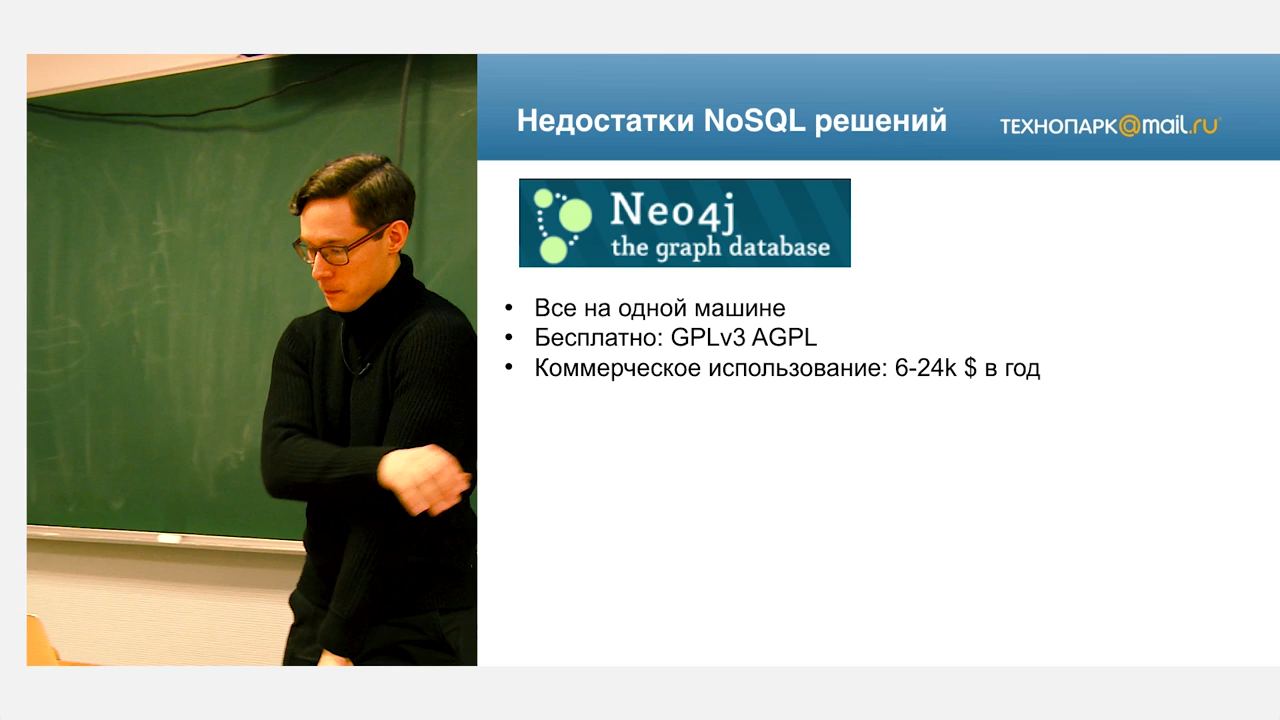 Недостатки NoSQL решений
ТЕХНОПАРК@mail.ru
Neo4j
the graph database
• Все на одной машине
• Бесплатно: GPLv3 AGPL
• Коммерческое использование: 6-24k $ в год